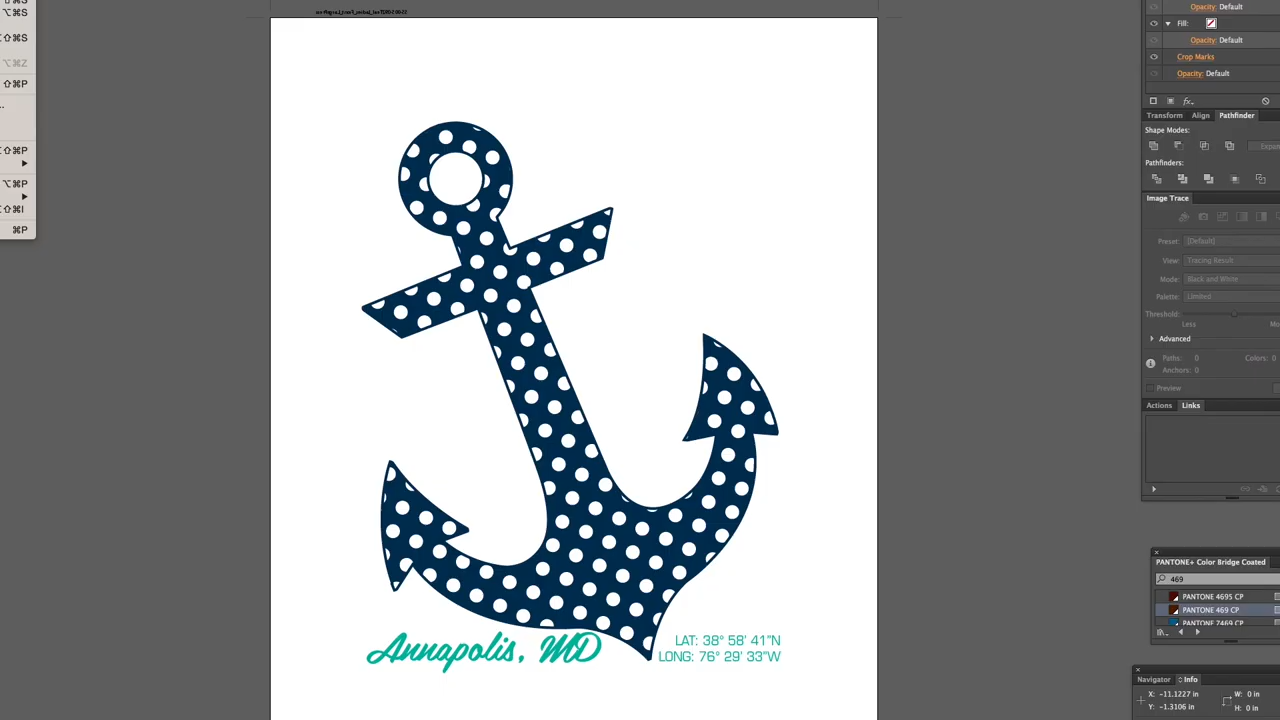 ⇧⌘S
⌥⌘S
⇧⌘S
⌥⌘Z
⇧⌘P
⇧⌘P
⌥⌘P
⇧⌘I
⌘P
Annapolis, MD
LAT: 38° 58' 41"N
LONG: 76° 29' 33"W
Opacity: Default
Fill:
Opacity: Default
Crop Marks
Opacity: Default
fx
Transform Align Pathfinder
Shape Modes:
Pathfinders:
Image Trace
Preset: [Default]
View: Tracing Result
Mode: Black and White
Palette: Limited
Threshold:
Less
Advanced
Paths: 0 Colors: 0
Anchors: 0
Preview
Actions Links
PANTONE+ Color Bridge Coated
469
PANTONE 4695 CP
PANTONE 469 CP
PANTONE 7469 CP
Navigator Info
X: -11.1227 in W: 0 in
Y: -1.3106 in H: 0 in